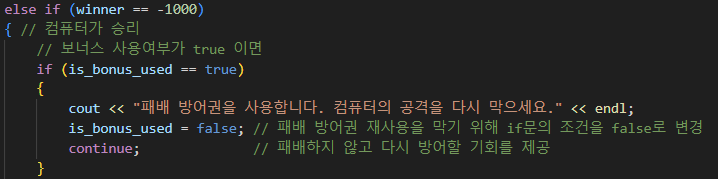 else if (winner == -1000)
{ // 컴퓨터가 승리
// 보너스 사용여부가 true 이면
if (is_bonus_used == true)
{
cout << "패배 방어권을 사용합니다. 컴퓨터의 공격을 다시 막으세요." << endl;
is_bonus_used = false; // 패배 방어권 재사용을 막기 위해 if문의 조건을 false로 변경
continue; // 패배하지 않고 다시 방어할 기회를 제공
}